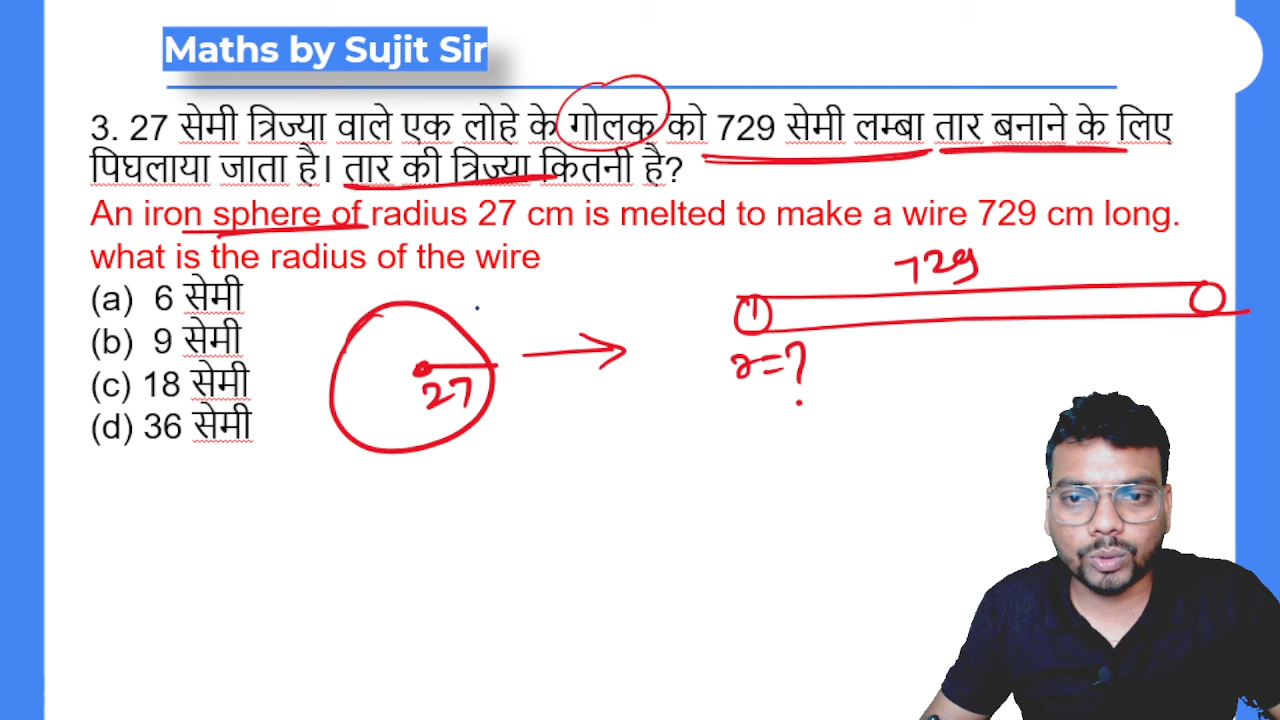 Maths by Sujit Sir
3. 27 सेमी त्रिज्या वाले एक लोहे के गोलक को 729 सेमी लम्बा तार बनाने के लिए
पिघलाया जाता है। तार की त्रिज्या कितनी है?
An iron sphere of radius 27 cm is melted to make a wire 729 cm long.
what is the radius of the wire
(a) 6 सेमी
(b) 9 सेमी
(c) 18 सेमी
(d) 36 सेमी
27
729
r=?